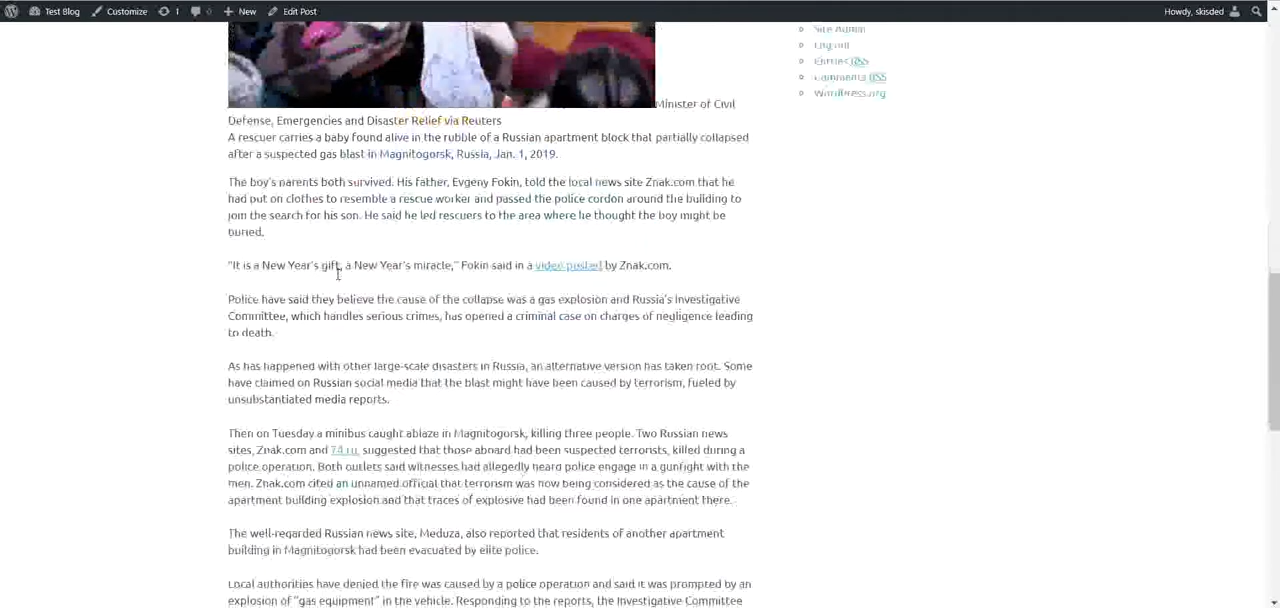 Test Blog Customize 1 0 New Edit Post Howdy, skisded
Site Admin
Log out
Entries RSS
Comments RSS
WordPress.org
Minister of Civil
Defense, Emergencies and Disaster Relief via Reuters
A rescuer carries a baby found alive in the rubble of a Russian apartment block that partially collapsed
after a suspected gas blast in Magnitogorsk, Russia, Jan. 1, 2019.
The boy's parents both survived. His father, Evgeny Fokin, told the local news site Znak.com that he
had put on clothes to resemble a rescue worker and passed the police cordon around the building to
join the search for his son. He said he led rescuers to the area where he thought the boy might be
buried.
“It is a New Year's gift, a New Year's miracle,” Fokin said in a video posted by Znak.com.
Police have said they believe the cause of the collapse was a gas explosion and Russia's Investigative
Committee, which handles serious crimes, has opened a criminal case on charges of negligence leading
to death.
As has happened with other large-scale disasters in Russia, an alternative version has taken root. Some
have claimed on Russian social media that the blast might have been caused by terrorism, fueled by
unsubstantiated media reports.
Then on Tuesday a minibus caught ablaze in Magnitogorsk, killing three people. Two Russian news
sites, Znak.com and 74.ru, suggested that those aboard had been suspected terrorists, killed during a
police operation. Both outlets said witnesses had allegedly heard police engage in a gunfight with the
men. Znak.com cited an unnamed official that terrorism was now being considered as the cause of the
apartment building explosion and that traces of explosive had been found in one apartment there.
The well-regarded Russian news site, Meduza, also reported that residents of another apartment
building in Magnitogorsk had been evacuated by elite police.
Local authorities have denied the fire was caused by a police operation and said it was prompted by an
explosion of “gas equipment” in the vehicle. Responding to the reports, the Investigative Committee